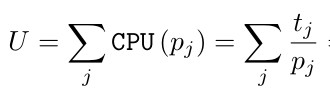 U = ∑_j CPU (p_j) = ∑_j t_j / p_j =